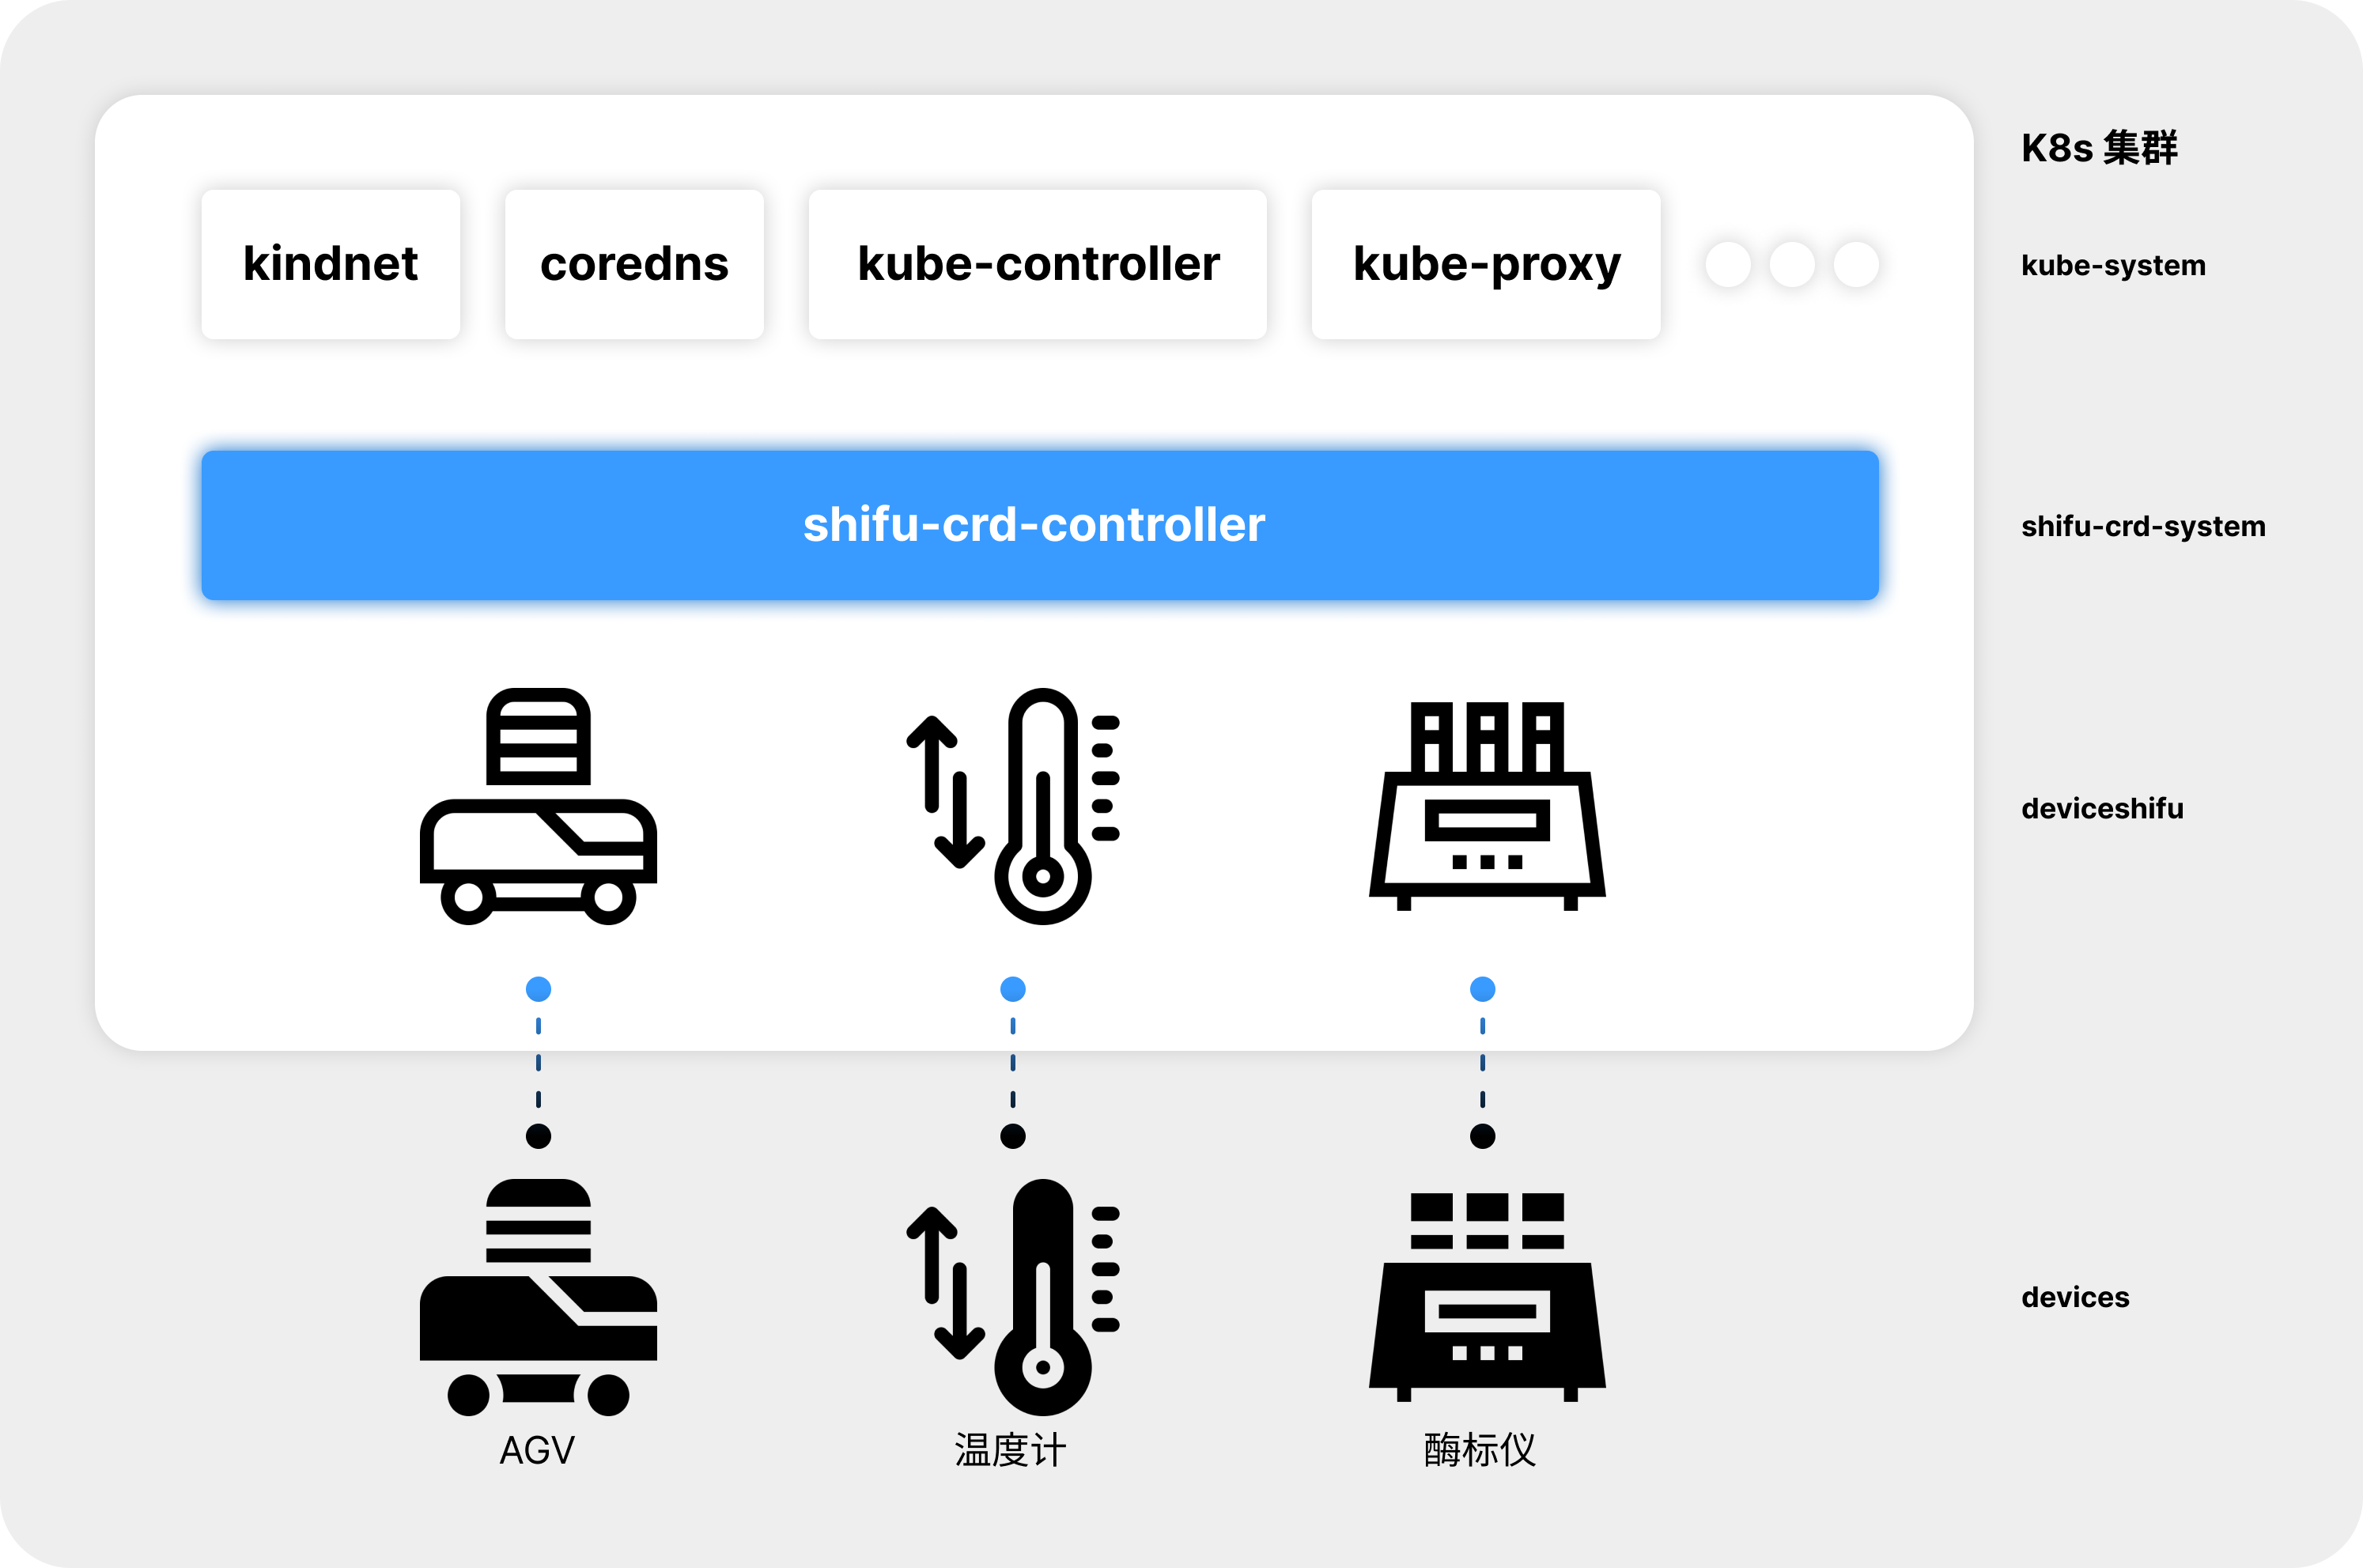 K8s 集群
kindnet
coredns
kube-controller
kube-proxy
kube-system
shifu-crd-controller
shifu-crd-system
deviceshifu
devices
AGV
温度计
酶标仪